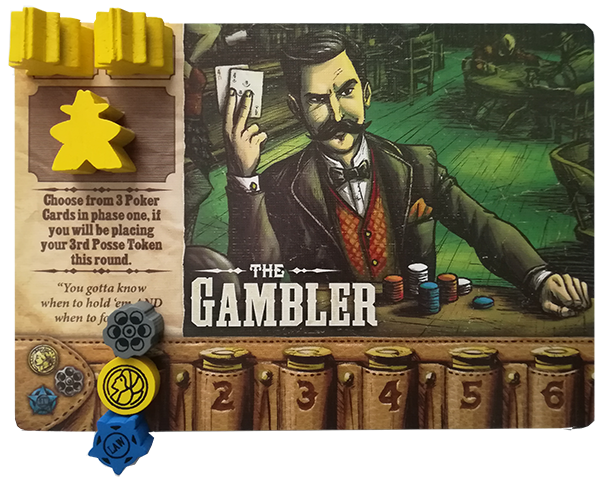 Choose from 3 Poker
Cards in phase one, if
you will be placing
your 3rd Posse Token
this round.
"You gotta know
when to hold 'em AND
when to fo
THE
GAMBLER
2 3 4 5 6
LAW